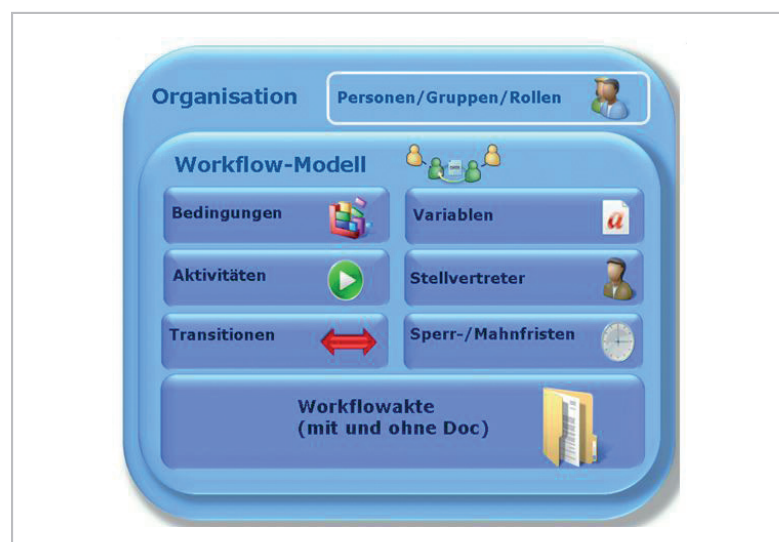 Organisation
Personen/Gruppen/Rollen
Workflow-Modell
Bedingungen
Variablen
a
Aktivitäten
Stellvertreter
Transitionen
Sperr-/Mahnfristen
Workflowakte
(mit und ohne Doc)